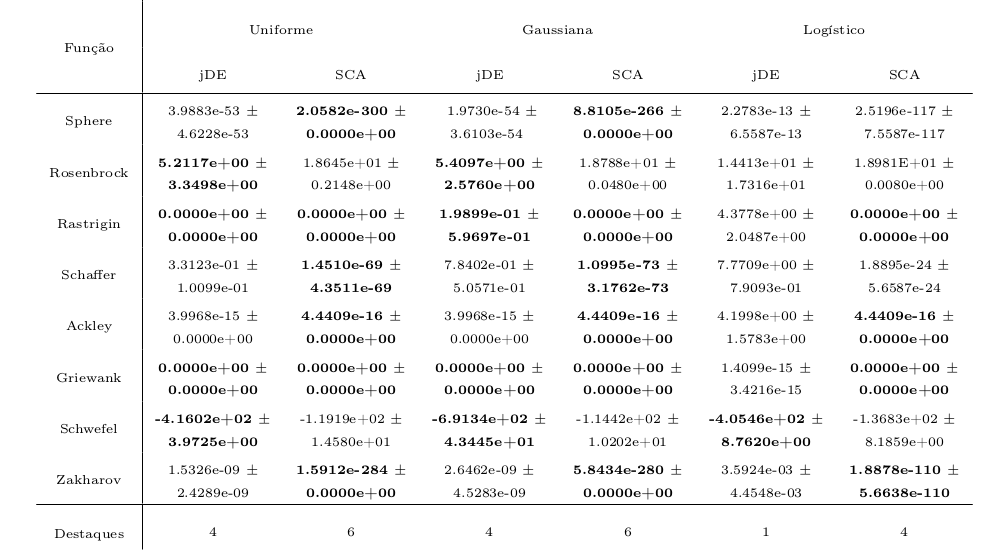 Uniforme Gaussiana Logístico
Função
jDE SCA jDE SCA jDE SCA
3.9883e-53 ± 2.0582e-300 ± 1.9730e-54 ± 8.8105e-266 ± 2.2783e-13 ± 2.5196e-117 ±
Sphere
4.6228e-53 0.0000e+00 3.6103e-54 0.0000e+00 6.5587e-13 7.5587e-117
5.2117e+00 ± 1.8645e+01 ± 5.4097e+00 ± 1.8788e+01 ± 1.4413e+01 ± 1.8981E+01 ±
Rosenbrock
3.3498e+00 0.2148e+00 2.5760e+00 0.0480e+00 1.7316e+01 0.0080e+00
0.0000e+00 ± 0.0000e+00 ± 1.9899e-01 ± 0.0000e+00 ± 4.3778e+00 ± 0.0000e+00 ±
Rastrigin
0.0000e+00 0.0000e+00 5.9697e-01 0.0000e+00 2.0487e+00 0.0000e+00
3.3123e-01 ± 1.4510e-69 ± 7.8402e-01 ± 1.0995e-73 ± 7.7709e+00 ± 1.8895e-24 ±
Schaffer
1.0099e-01 4.3511e-69 5.0571e-01 3.1762e-73 7.9093e-01 5.6587e-24
3.9968e-15 ± 4.4409e-16 ± 3.9968e-15 ± 4.4409e-16 ± 4.1998e+00 ± 4.4409e-16 ±
Ackley
0.0000e+00 0.0000e+00 0.0000e+00 0.0000e+00 1.5783e+00 0.0000e+00
0.0000e+00 ± 0.0000e+00 ± 0.0000e+00 ± 0.0000e+00 ± 1.4099e-15 ± 0.0000e+00 ±
Griewank
0.0000e+00 0.0000e+00 0.0000e+00 0.0000e+00 3.4216e-15 0.0000e+00
-4.1602e+02 ± -1.1919e+02 ± -6.9134e+02 ± -1.1442e+02 ± -4.0546e+02 ± -1.3683e+02 ±
Schwefel
3.9725e+00 1.4580e+01 4.3445e+01 1.0202e+01 8.7620e+00 8.1859e+00
1.5326e-09 ± 1.5912e-284 ± 2.6462e-09 ± 5.8434e-280 ± 3.5924e-03 ± 1.8878e-110 ±
Zakharov
2.4289e-09 0.0000e+00 4.5283e-09 0.0000e+00 4.4548e-03 5.6638e-110
Destaques 4 6 4 6 1 4